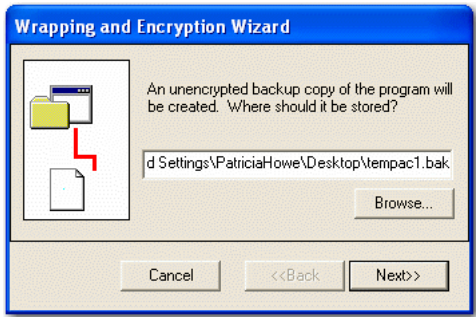 Wrapping and Encryption Wizard
An unencrypted backup copy of the program will
be created. Where should it be stored?
d Settings\PatriciaHowe\Desktop\tempac1.bak
Browse...
Cancel
<<Back
Next>>